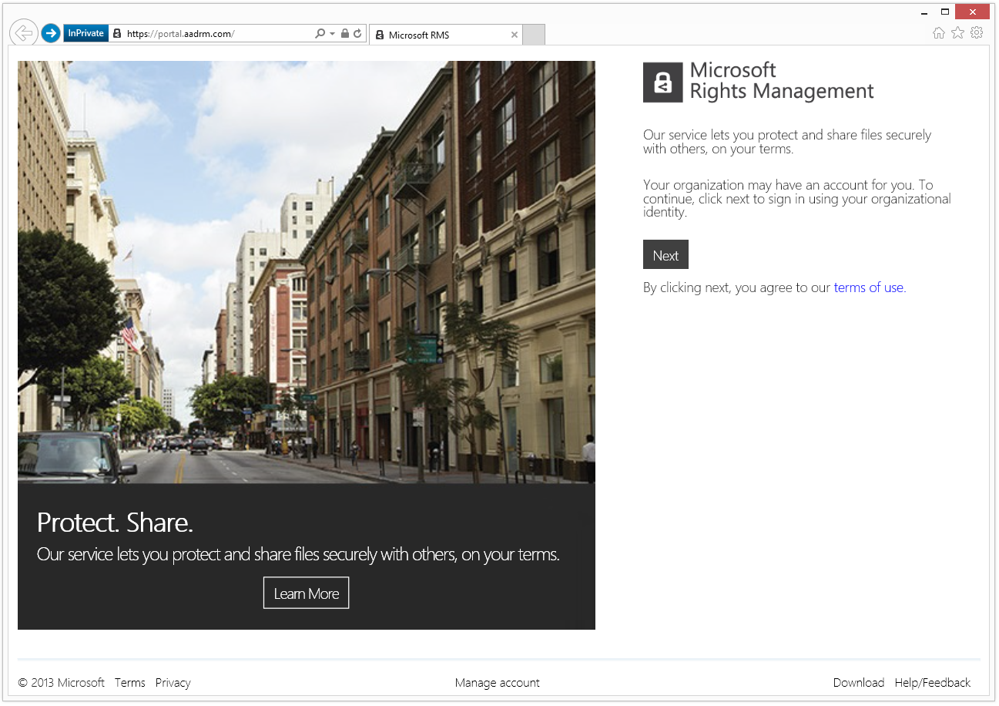 InPrivate
https://portal.aadrm.com/
Microsoft RMS
Microsoft
Rights Management
Our service lets you protect and share files securely
with others, on your terms.
Your organization may have an account for you. To
continue, click next to sign in using your organizational
identity.
Next
By clicking next, you agree to our terms of use.
Protect. Share.
Our service lets you protect and share files securely with others, on your terms.
Learn More
© 2013 Microsoft Terms Privacy
Manage account
Download Help/Feedback